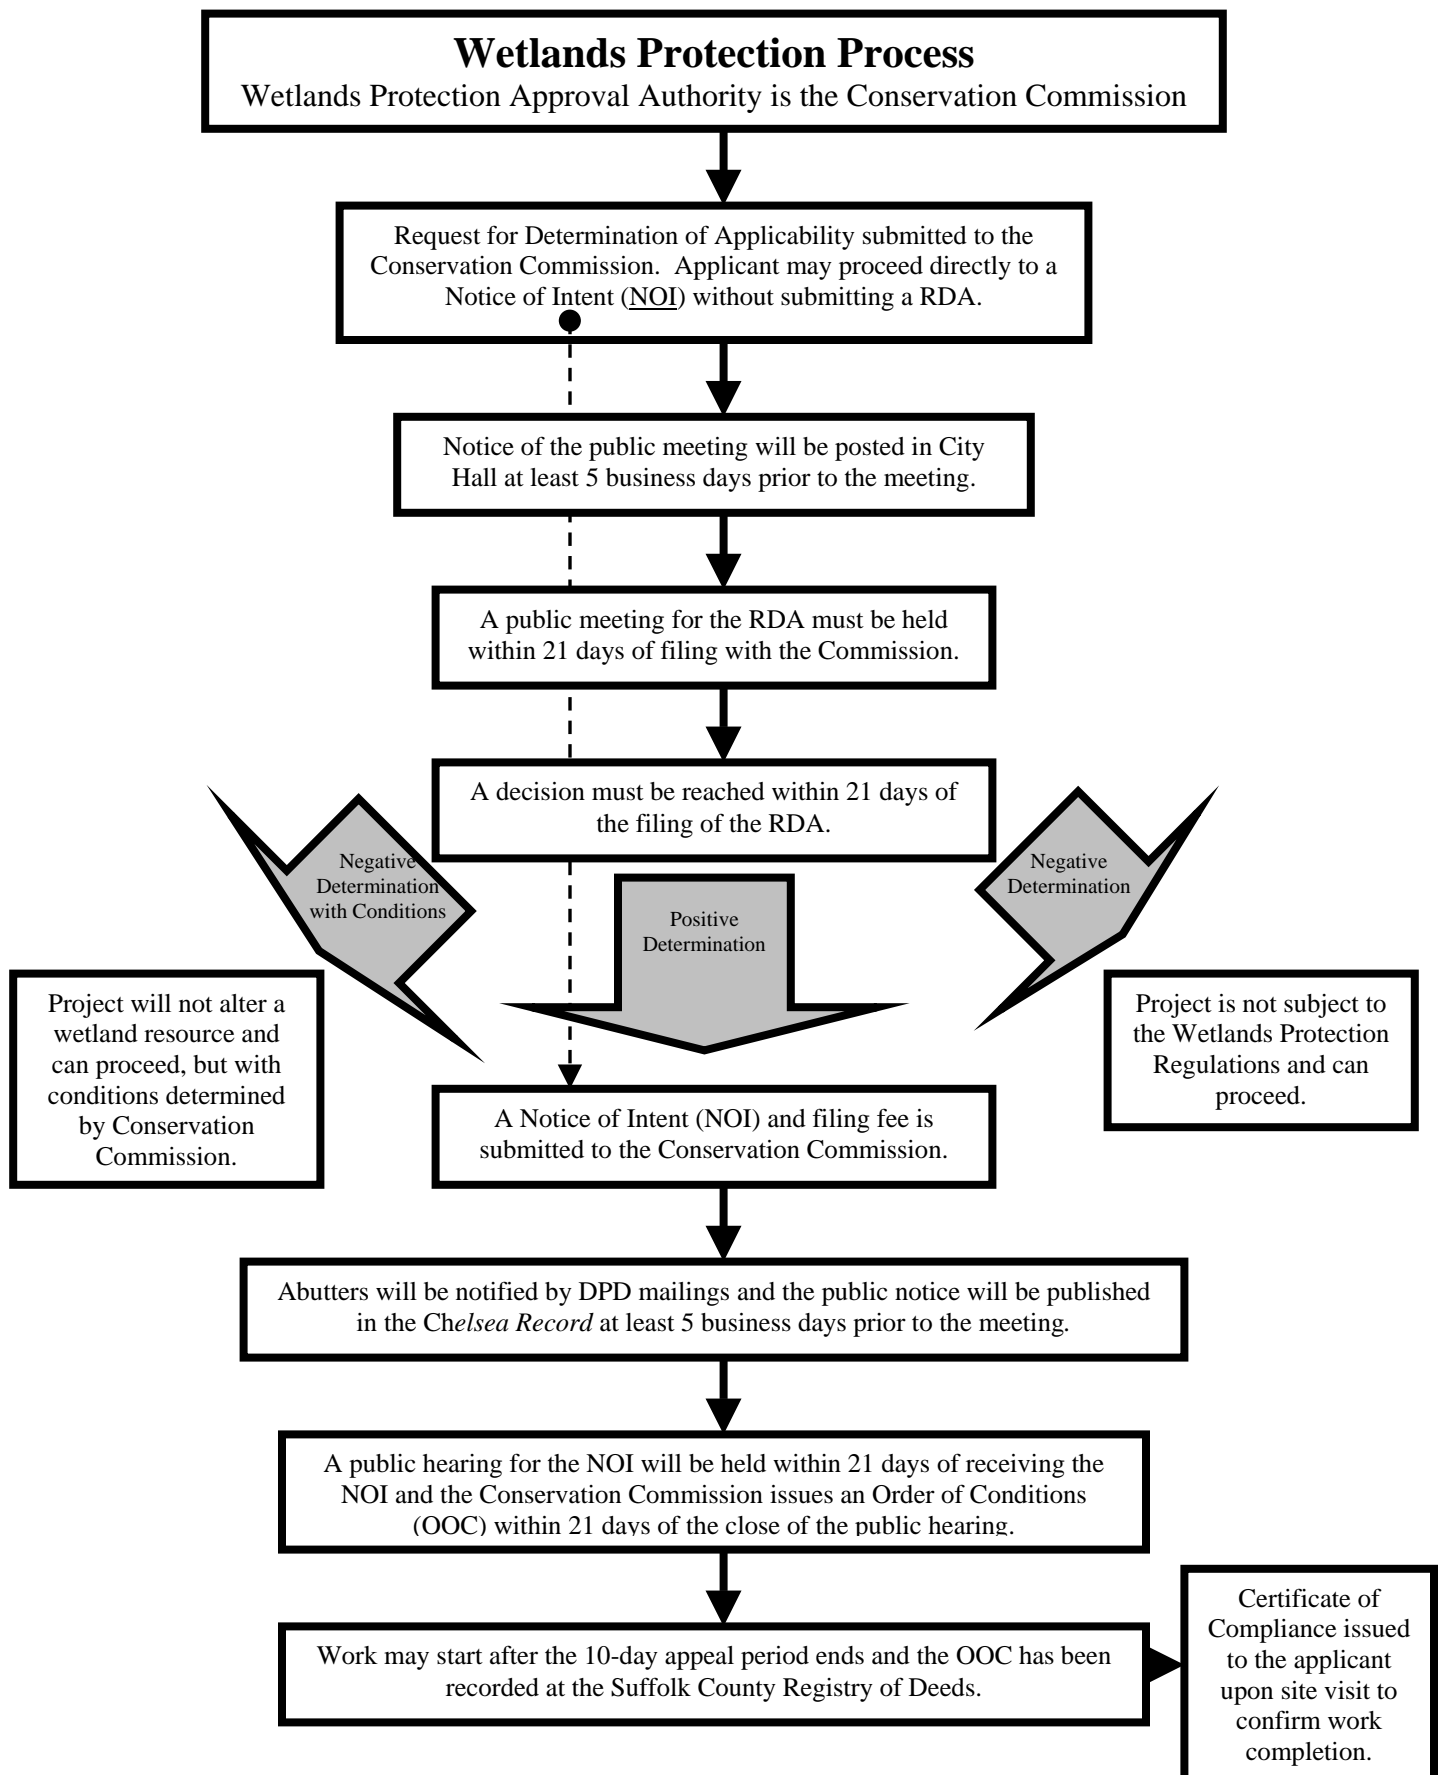 Wetlands Protection Process
Wetlands Protection Approval Authority is the Conservation Commission
Request for Determination of Applicability submitted to the
Conservation Commission.  Applicant may proceed directly to a
Notice of Intent (NOI) without submitting a RDA.
Notice of the public meeting will be posted in City
Hall at least 5 business days prior to the meeting.
A public meeting for the RDA must be held
within 21 days of filing with the Commission.
A decision must be reached within 21 days of
the filing of the RDA.
Negative
Determination
with Conditions
Positive
Determination
Negative
Determination
Project will not alter a
wetland resource and
can proceed, but with
conditions determined
by Conservation
Commission.
Project is not subject to
the Wetlands Protection
Regulations and can
proceed.
A Notice of Intent (NOI) and filing fee is
submitted to the Conservation Commission.
Abutters will be notified by DPD mailings and the public notice will be published
in the Chelsea Record at least 5 business days prior to the meeting.
A public hearing for the NOI will be held within 21 days of receiving the
NOI and the Conservation Commission issues an Order of Conditions
(OOC) within 21 days of the close of the public hearing.
Work may start after the 10-day appeal period ends and the OOC has been
recorded at the Suffolk County Registry of Deeds.
Certificate of
Compliance issued
to the applicant
upon site visit to
confirm work
completion.